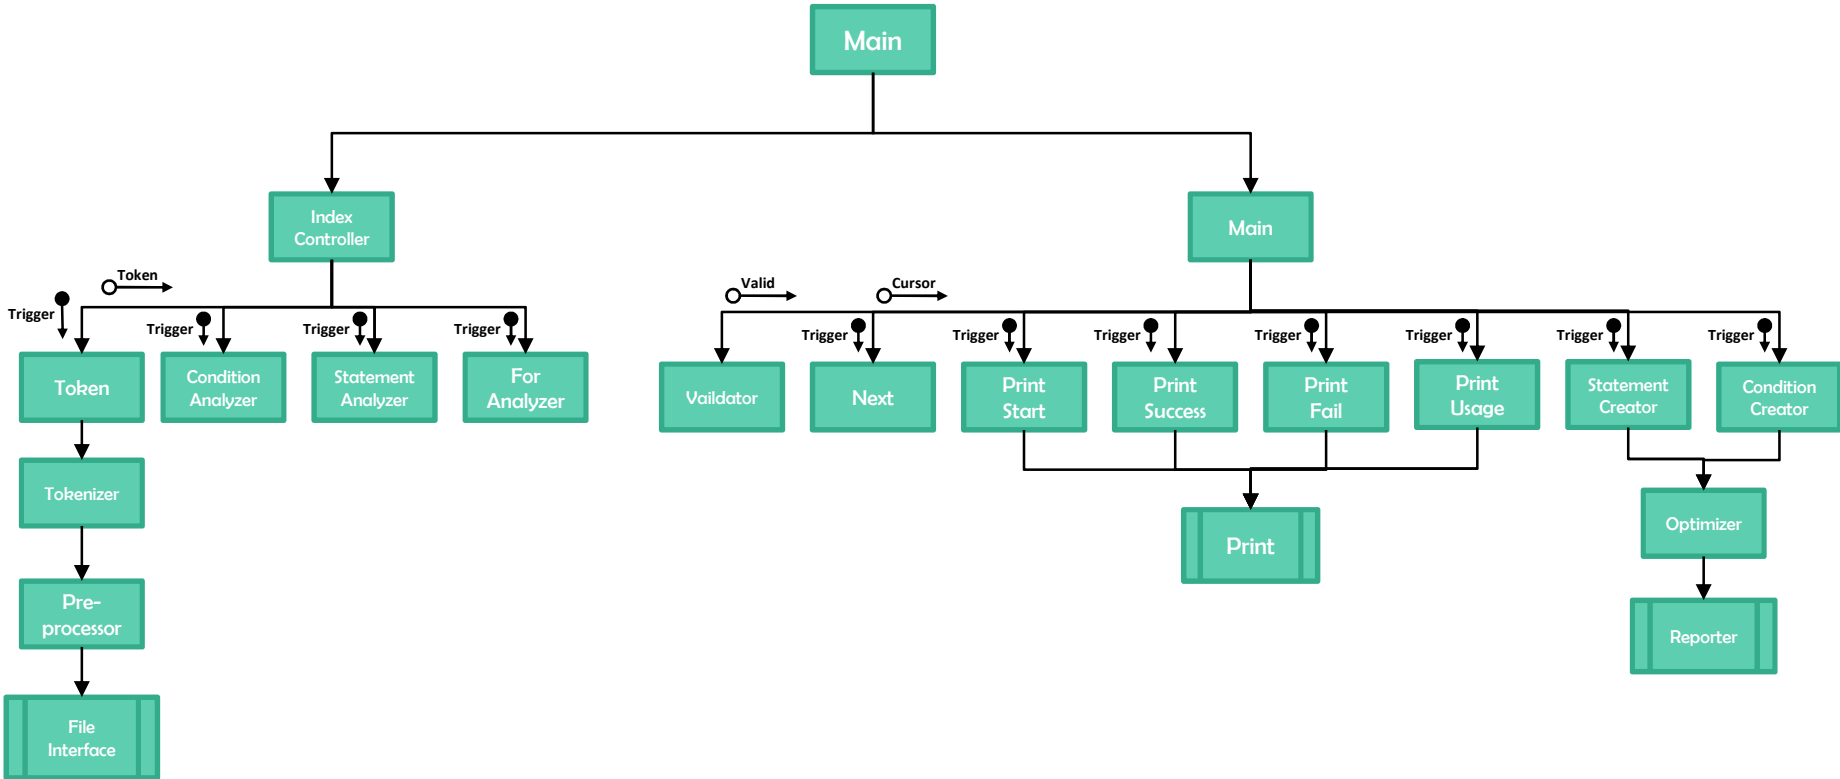 Main
Index
Controller
Main
Token
Valid
Cursor
Trigger
Trigger
Trigger
Trigger
Trigger
Trigger
Trigger
Trigger
Trigger
Trigger
Trigger
Token
Condition
Analyzer
Statement
Analyzer
For
Analyzer
Vaildator
Next
Print
Start
Print
Success
Print
Fail
Print
Usage
Statement
Creator
Condition
Creator
Tokenizer
Optimizer
Print
Pre-
processor
Reporter
File
Interface